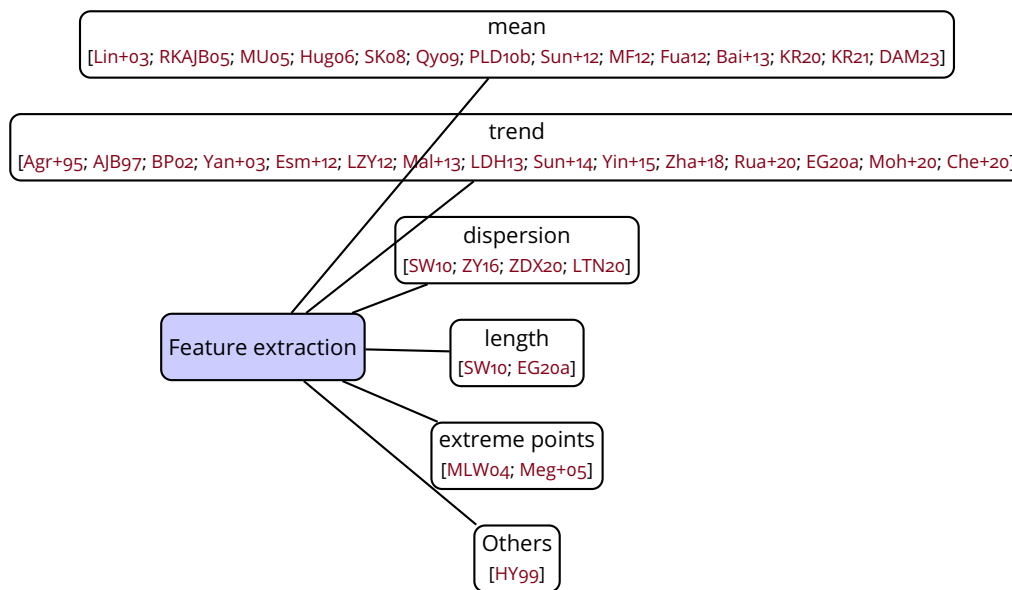 mean
[Lin+03; RKAJB05; MU05; Hug06; SK08; Qy09; PLD10b; Sun+12; MF12; Fua12; Bai+13; KR20; KR21; DAM23]
trend
[Agr+95; AJB97; BP02; Yan+03; Esm+12; LZY12; Mal+13; LDH13; Sun+14; Yin+15; Zha+18; Rua+20; EG20a; Moh+20; Che+20]
dispersion
[SW10; ZY16; ZDX20; LTN20]
Feature extraction
length
[SW10; EG20a]
extreme points
[MLW04; Meg+05]
Others
[HY99]